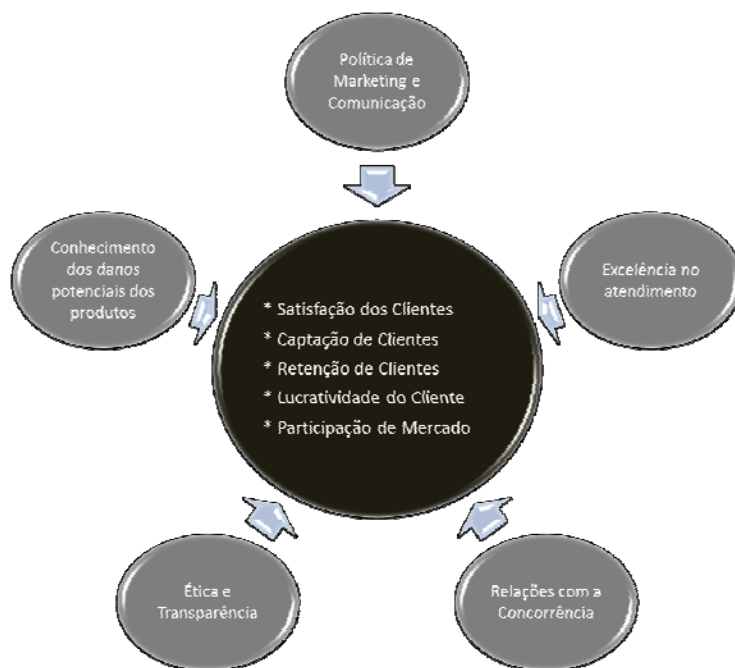 Política de
Marketing e
Comunicação
Conhecimento
dos danos
potenciais dos
produtos
Excelência no
atendimento
* Satisfação dos Clientes
* Captação de Clientes
* Retenção de Clientes
* Lucratividade do Cliente
* Participação de Mercado
Ética e
Transparência
Relações com a
Concorrência